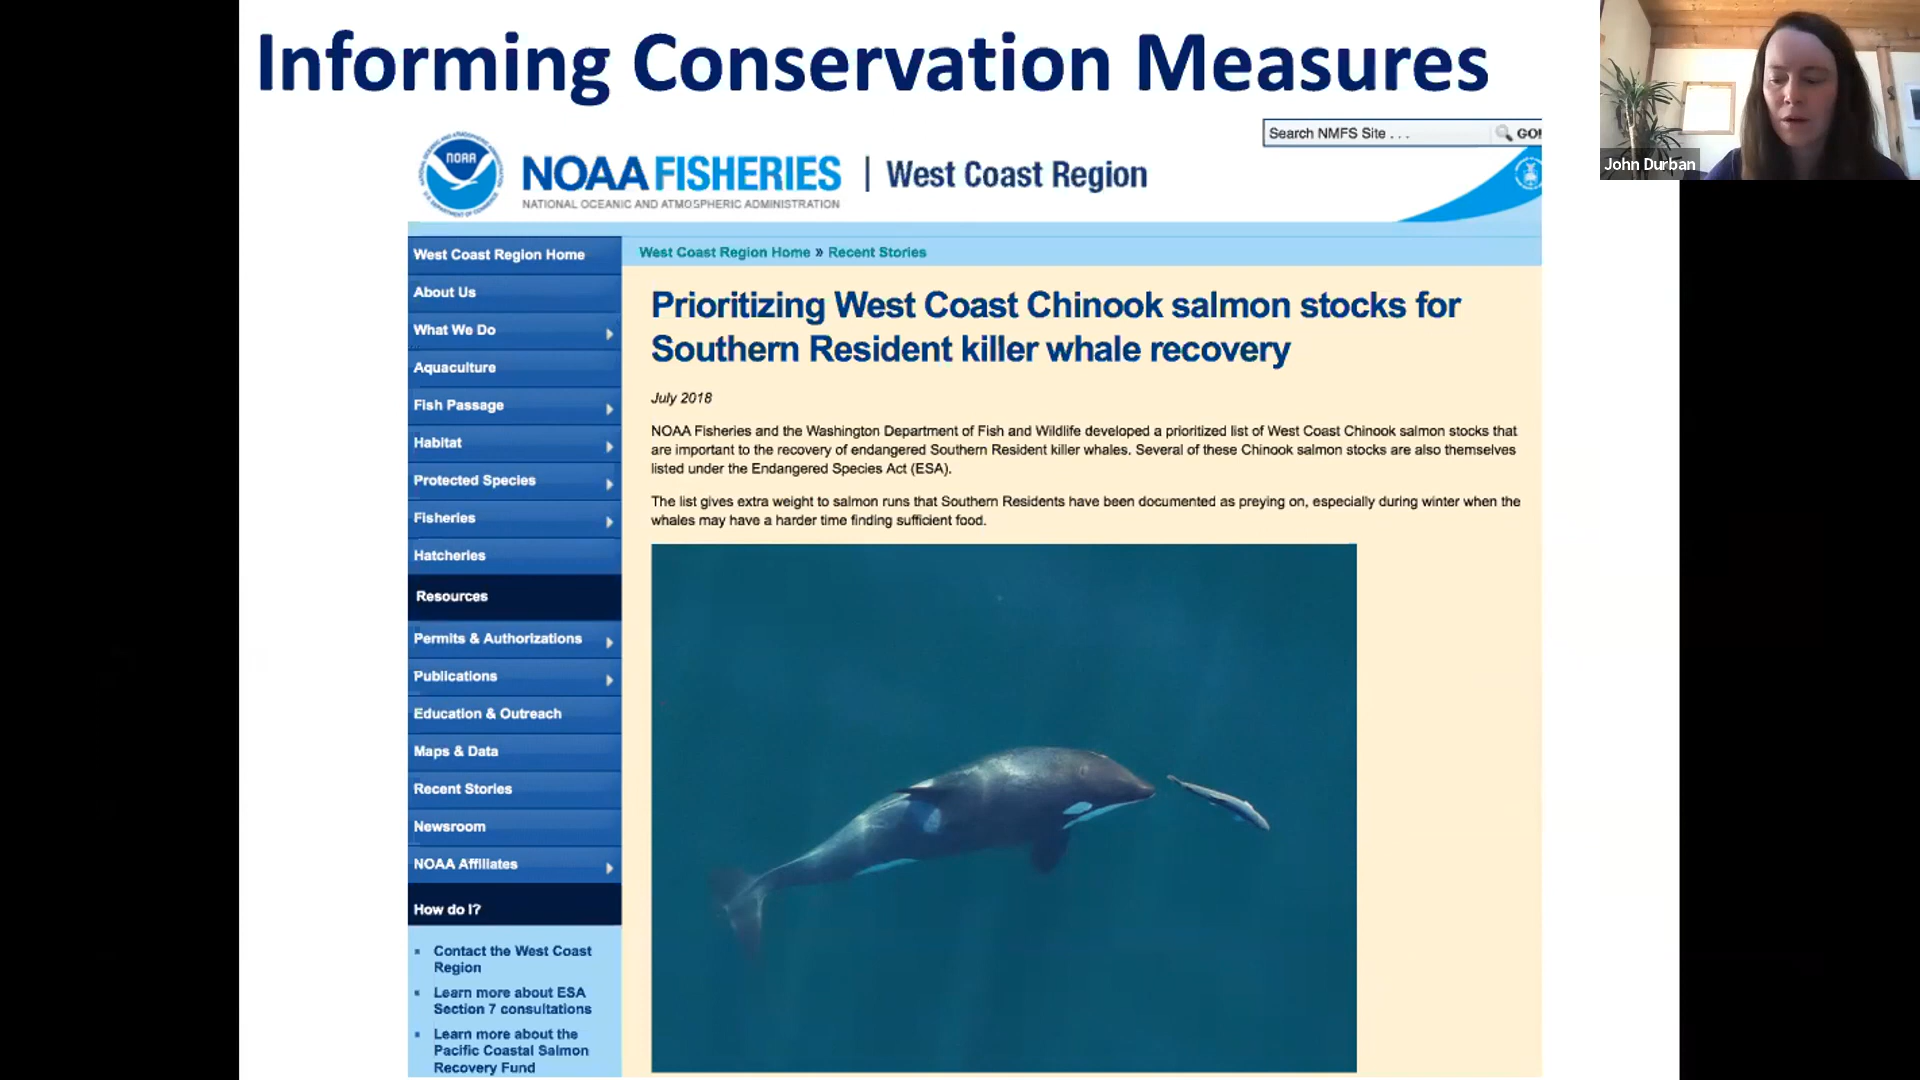 Informing Conservation Measures
John Durban
Search NMFS Site . . .
GO!
NOAA
NOAA FISHERIES | West Coast Region
NATIONAL OCEANIC AND ATMOSPHERIC ADMINISTRATION
West Coast Region Home
About Us
What We Do
Aquaculture
Fish Passage
Habitat
Protected Species
Fisheries
Hatcheries
Resources
Permits & Authorizations
Publications
Education & Outreach
Maps & Data
Recent Stories
Newsroom
NOAA Affiliates
How do I?
Contact the West Coast
Region
Learn more about ESA
Section 7 consultations
Learn more about the
Pacific Coastal Salmon
Recovery Fund
West Coast Region Home » Recent Stories
Prioritizing West Coast Chinook salmon stocks for
Southern Resident killer whale recovery
July 2018
NOAA Fisheries and the Washington Department of Fish and Wildlife developed a prioritized list of West Coast Chinook salmon stocks that
are important to the recovery of endangered Southern Resident killer whales. Several of these Chinook salmon stocks are also themselves
listed under the Endangered Species Act (ESA).
The list gives extra weight to salmon runs that Southern Residents have been documented as preying on, especially during winter when the
whales may have a harder time finding sufficient food.